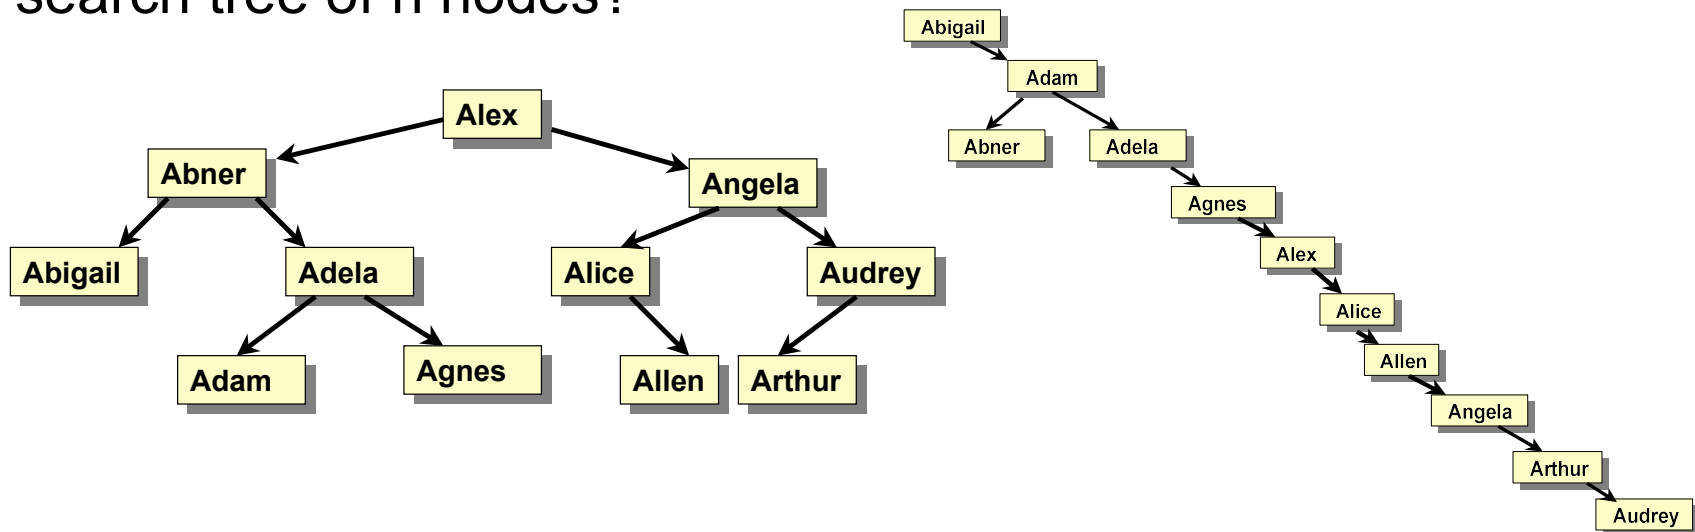 search tree of n nodes?
Alex
Abner
Angela
Abigail
Adela
Alice
Audrey
Adam
Agnes
Allen
Arthur
Abigail
Adam
Abner
Adela
Agnes
Alex
Alice
Allen
Angela
Arthur
Audrey